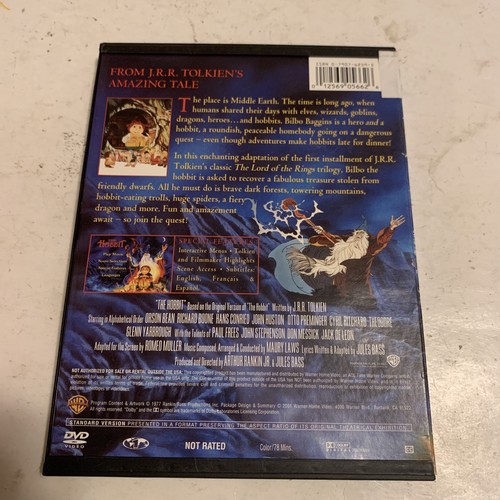 FROM J.R.R. TOLKIEN'S
AMAZING TALE
The place is Middle Earth. The time is long ago, when
humans shared their days with elves, wizards, goblins,
dragons, heroes... and hobbits. Bilbo Baggins is a hero and a
hobbit, a roundish, peaceable homebody going on a dangerous
quest – even though adventures make hobbits late for dinner!
In this enchanting adaptation of the first installment of J.R.R.
Tolkien's classic The Lord of the Rings trilogy, Bilbo the
hobbit is asked to recover a fabulous treasure stolen from
friendly dwarfs. All he must do is brave dark forests, towering mountains,
hobbit-eating trolls, huge spiders, a fiery
dragon and more. Fun and amazement
await – so join the quest!
HOBBIT
Play Movie
Languages
SPECIAL FEATURES
Interactive Menus • Tolkien
and Filmmaker Highlights
Scene Access • Subtitles:
English, Français &
Español.
"THE HOBBIT" Based on the Original Version of "The Hobbit" Written by J.R.R. TOLKIEN
Starring in Alphabetical Order ORSON BEAN RICHARD BOONE HANS CONRIED JOHN HUSTON OTTO PREMINGER CYRIL RITCHARD THEODORE
GLENN YARBROUGH With the Talents of PAUL FREES JOHN STEPHENSON DON MESSICK JACK DE LEON
Adapted for the Screen by ROMEO MULLER Music Composed, Arranged & Conducted by MAURY LAWS Lyrics Written & Adapted by JULES BASS
Produced and Directed by ARTHUR RANKIN, JR. & JULES BASS
NOT AUTHORIZED FOR SALE OR RENTAL OUTSIDE THE USA
STANDARD VERSION PRESENTED IN A FORMAT PRESERVING THE ASPECT RATIO OF ITS ORIGINAL THEATRICAL EXHIBITION.
DVD
VIDEO
NOT RATED
Color/78 Mins.
DOLBY